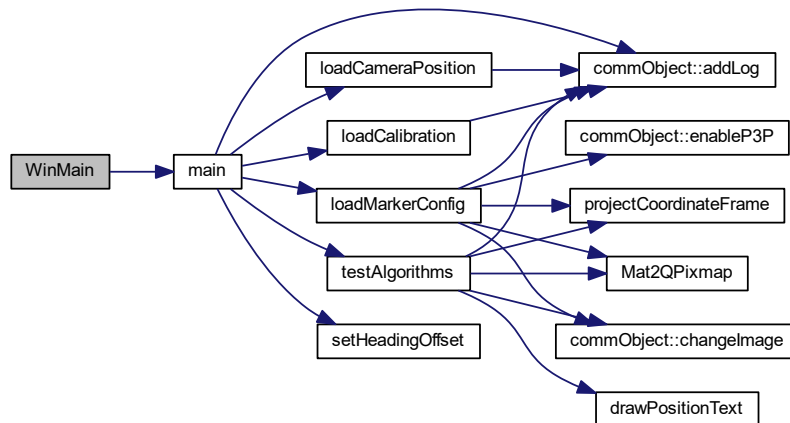 WinMain
main
loadCameraPosition
loadCalibration
loadMarkerConfig
testAlgorithms
setHeadingOffset
commObject::addLog
commObject::enableP3P
projectCoordinateFrame
Mat2QPixmap
commObject::changeImage
drawPositionText